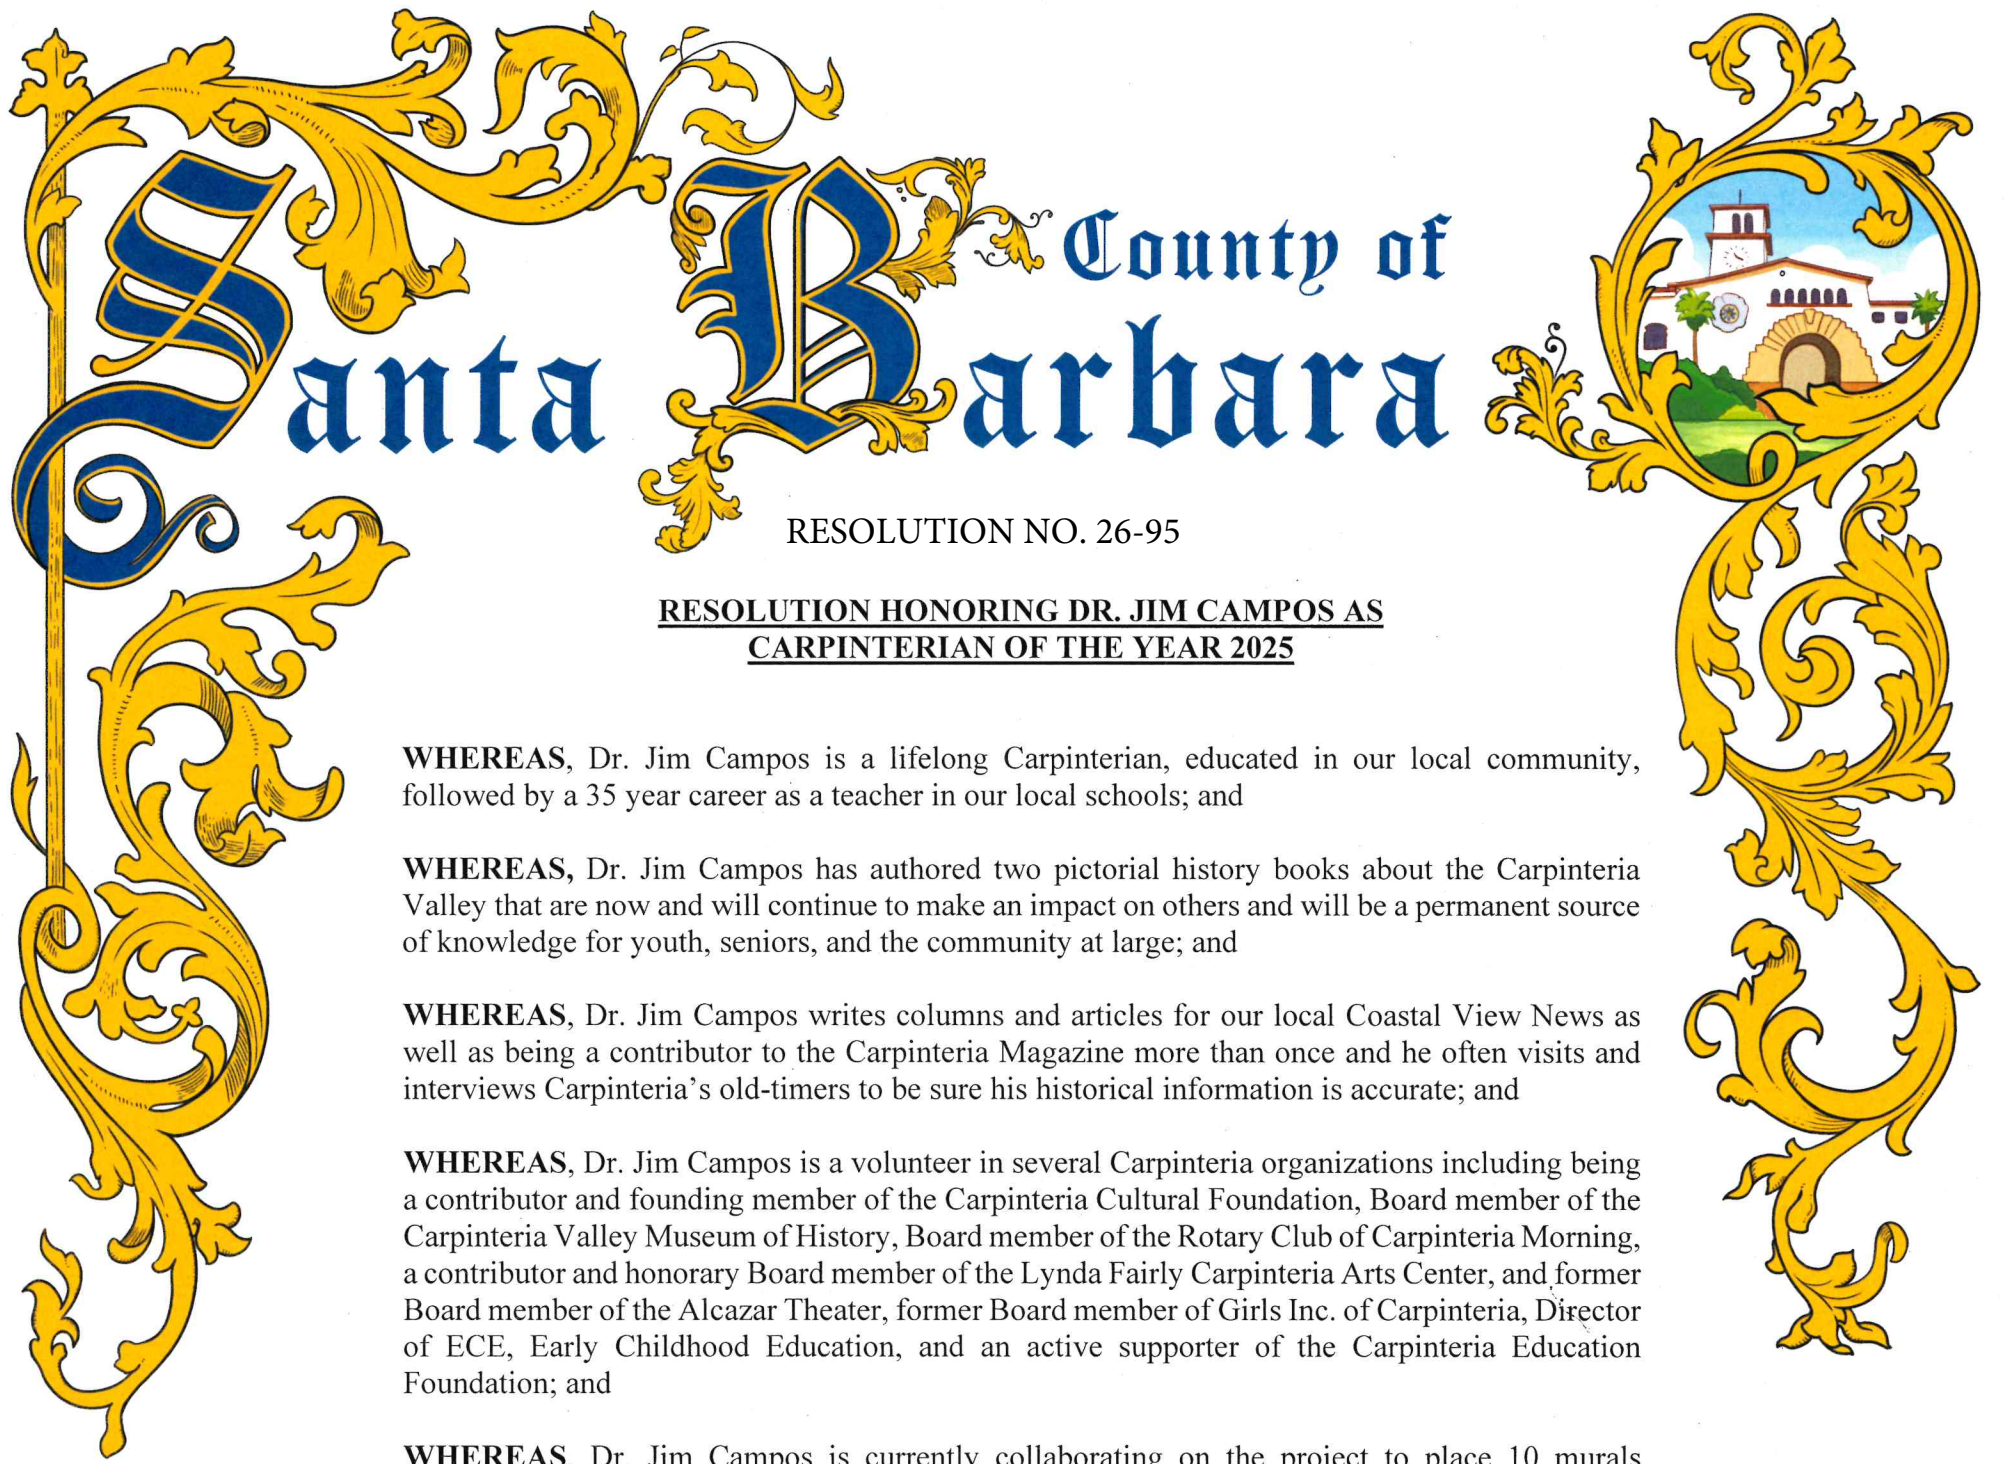 County of
Santa Barbara
RESOLUTION NO. 26-95
RESOLUTION HONORING DR. JIM CAMPOS AS
CARPINTERIAN OF THE YEAR 2025
WHEREAS, Dr. Jim Campos is a lifelong Carpinterian, educated in our local community,
followed by a 35 year career as a teacher in our local schools; and
WHEREAS, Dr. Jim Campos has authored two pictorial history books about the Carpinteria
Valley that are now and will continue to make an impact on others and will be a permanent source
of knowledge for youth, seniors, and the community at large; and
WHEREAS, Dr. Jim Campos writes columns and articles for our local Coastal View News as
well as being a contributor to the Carpinteria Magazine more than once and he often visits and
interviews Carpinteria’s old-timers to be sure his historical information is accurate; and
WHEREAS, Dr. Jim Campos is a volunteer in several Carpinteria organizations including being
a contributor and founding member of the Carpinteria Cultural Foundation, Board member of the
Carpinteria Valley Museum of History, Board member of the Rotary Club of Carpinteria Morning,
a contributor and honorary Board member of the Lynda Fairly Carpinteria Arts Center, and former
Board member of the Alcazar Theater, former Board member of Girls Inc. of Carpinteria, Director
of ECE, Early Childhood Education, and an active supporter of the Carpinteria Education
Foundation; and
WHEREAS, Dr. Jim Campos is currently collaborating on the project to place 10 murals